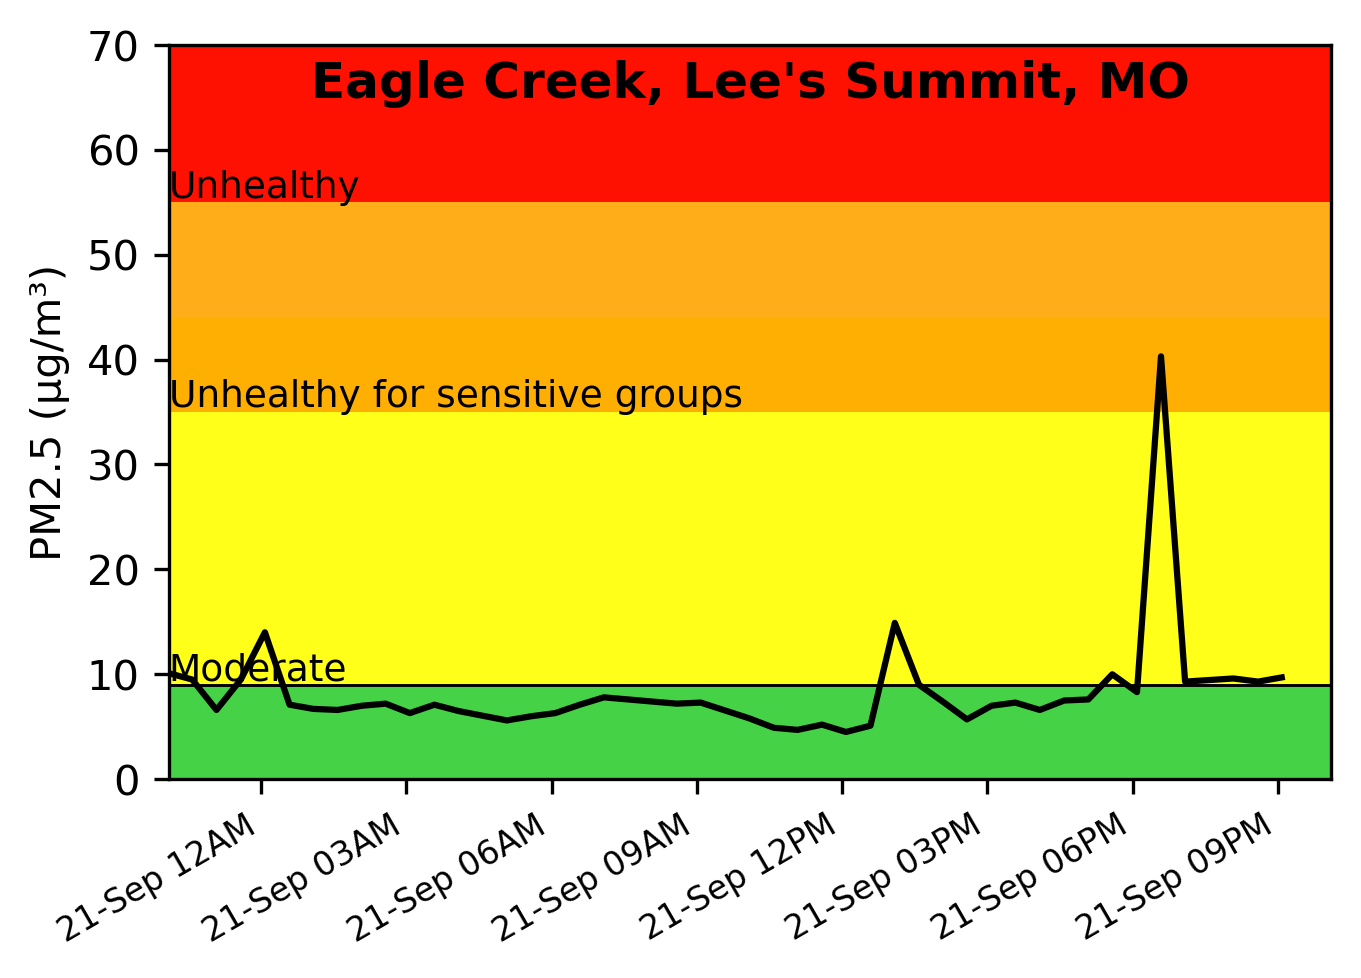 Eagle Creek, Lee's Summit, MO
70
60
50
40
30
20
10
0
PM2.5 (µg/m³)
Unhealthy
Unhealthy for sensitive groups
Moderate
21-Sep 12AM
21-Sep 03AM
21-Sep 06AM
21-Sep 09AM
21-Sep 12PM
21-Sep 03PM
21-Sep 06PM
21-Sep 09PM